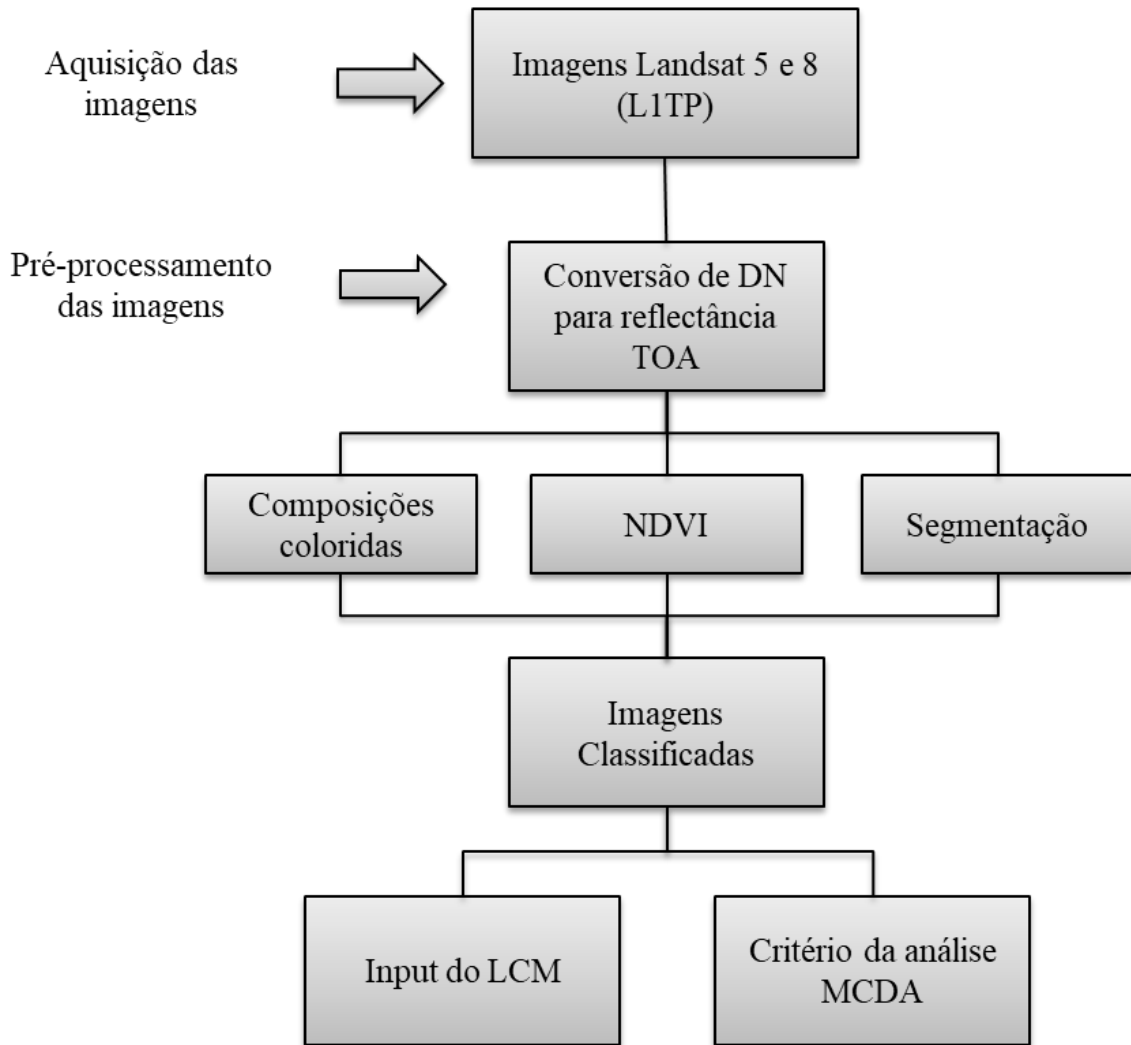 Aquisição das
imagens
Imagens Landsat 5 e 8
(L1TP)
Pré-processamento
das imagens
Conversão de DN
para reflectância
TOA
Composições
coloridas
NDVI
Segmentação
Imagens
Classificadas
Input do LCM
Critério da análise
MCDA